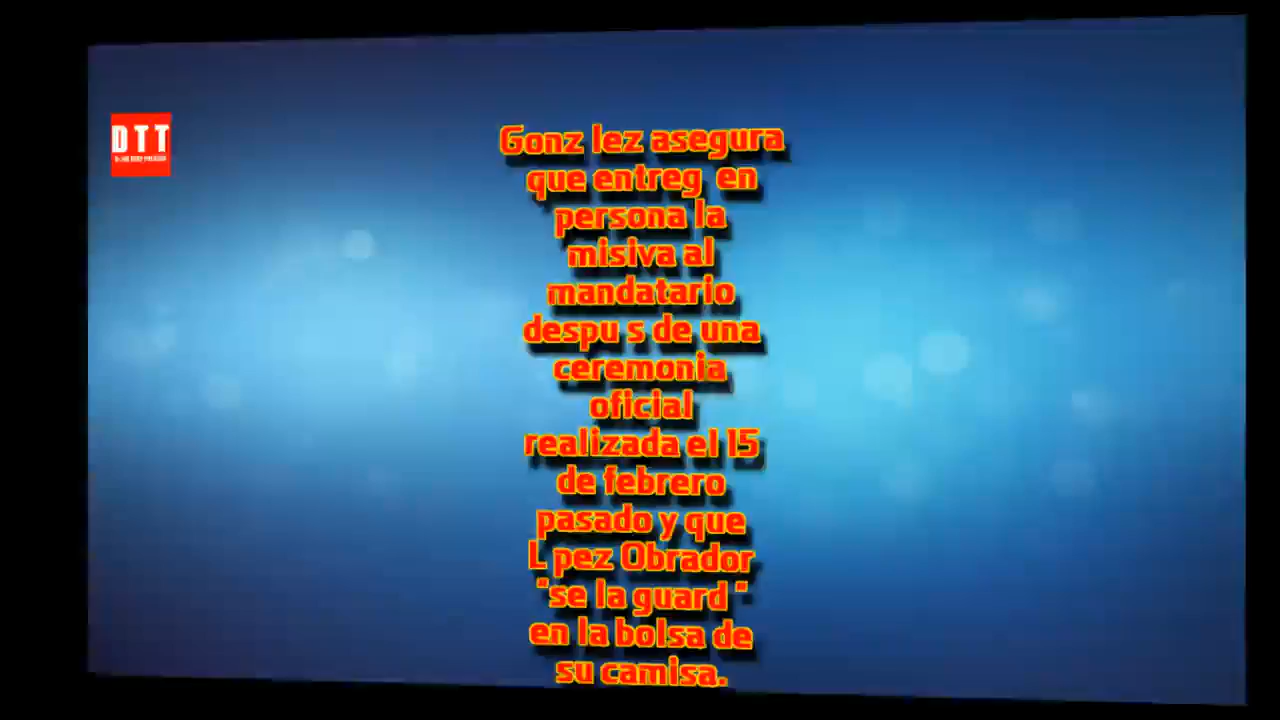 DTT
Gonz lez asegura
que entreg en
persona la
misiva al
mandatario
despu s de una
ceremonia
oficial
realizada el 15
de febrero
pasado y que
L pez Obrador
"se la guard "
en la bolsa de
su camisa.